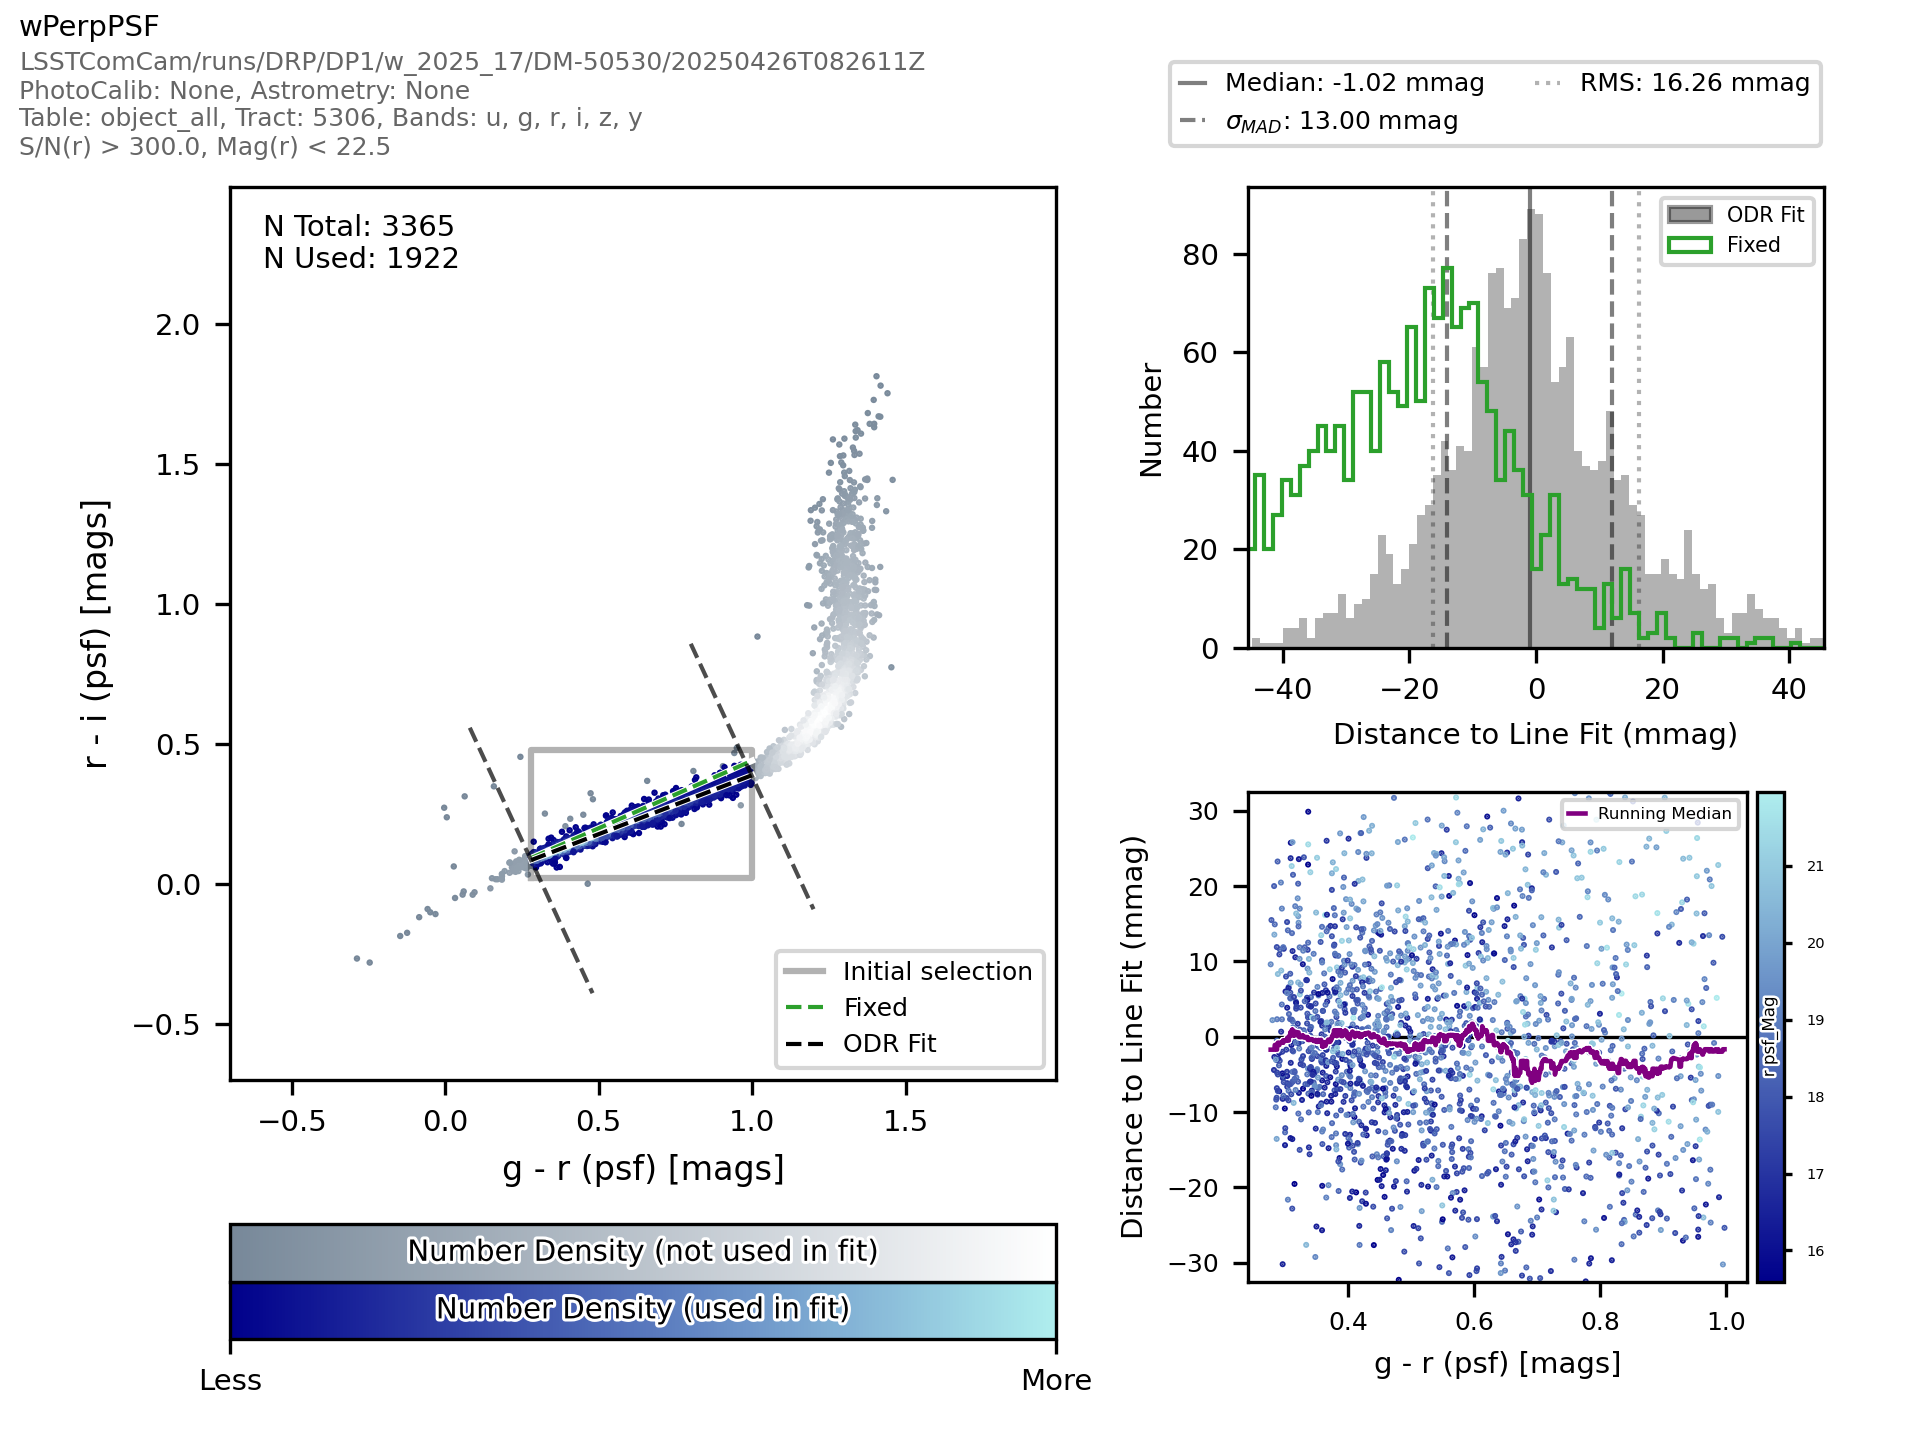 wPerpPSF
LSSTComCam/runs/DRP/DP1/w_2025_17/DM-50530/20250426T082611Z
PhotoCalib: None, Astrometry: None
Table: object_all, Tract: 5306, Bands: u, g, r, i, z, y
S/N(r) > 300.0, Mag(r) < 22.5
Median: -1.02 mmag
RMS: 16.26 mmag
σMAD: 13.00 mmag
N Total: 3365
N Used: 1922
2.0
1.5
1.0
0.5
0.0
−0.5
r - i (psf) [mags]
Initial selection
Fixed
ODR Fit
−0.5 0.0 0.5 1.0 1.5
g - r (psf) [mags]
Number Density (not used in fit)
Number Density (used in fit)
Less More
ODR Fit
Fixed
80
60
40
20
0
Number
−40 −20 0 20 40
Distance to Line Fit (mmag)
Running Median
30
20
10
0
−10
−20
−30
Distance to Line Fit (mmag)
0.4 0.6 0.8 1.0
g - r (psf) [mags]
21
20
19
18
17
16
r psf_Mag